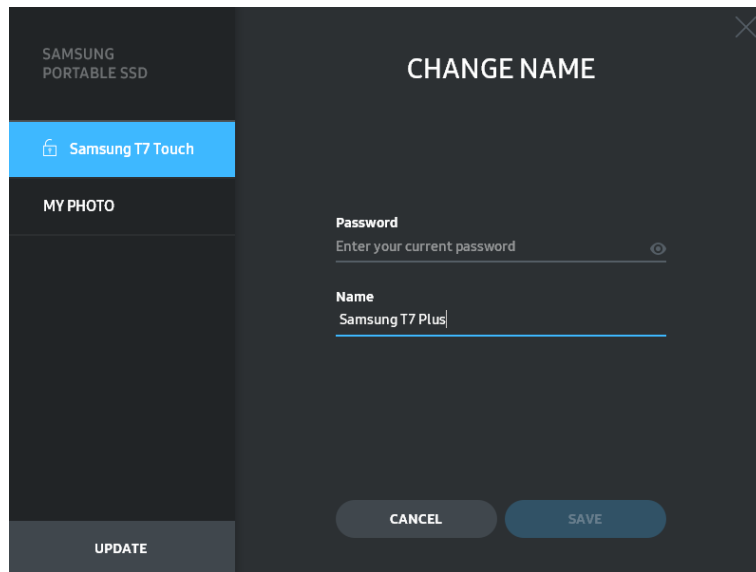 SAMSUNG
PORTABLE SSD
Samsung T7 Touch
MY PHOTO
UPDATE
CHANGE NAME
Password
Enter your current password
Name
Samsung T7 Plus
CANCEL
SAVE